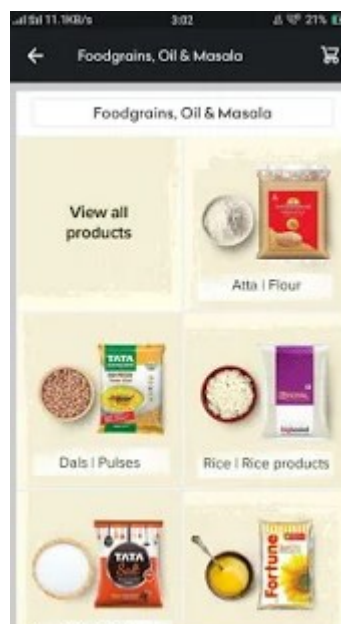 11.1KB/s 3:02 21%
Foodgrains, Oil & Masala
Foodgrains, Oil & Masala
View all
products
Atta | Flour
TATA
Dals | Pulses
Rice | Rice products
TATA
Salt
Fortune